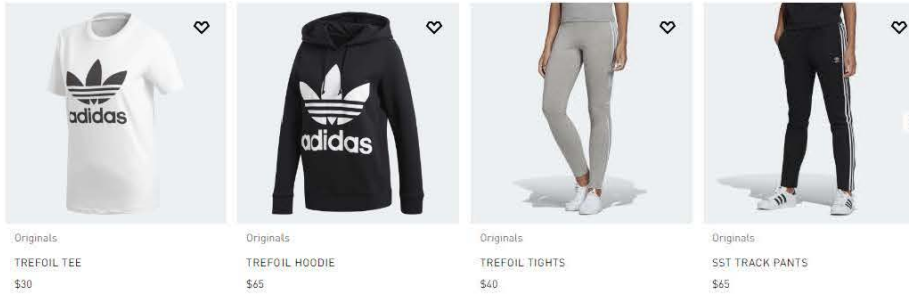 adidas
adidas
Originals
TREFOIL TEE
$30
Originals
TREFOIL HOODIE
$65
Originals
TREFOIL TIGHTS
$40
Originals
SST TRACK PANTS
$65